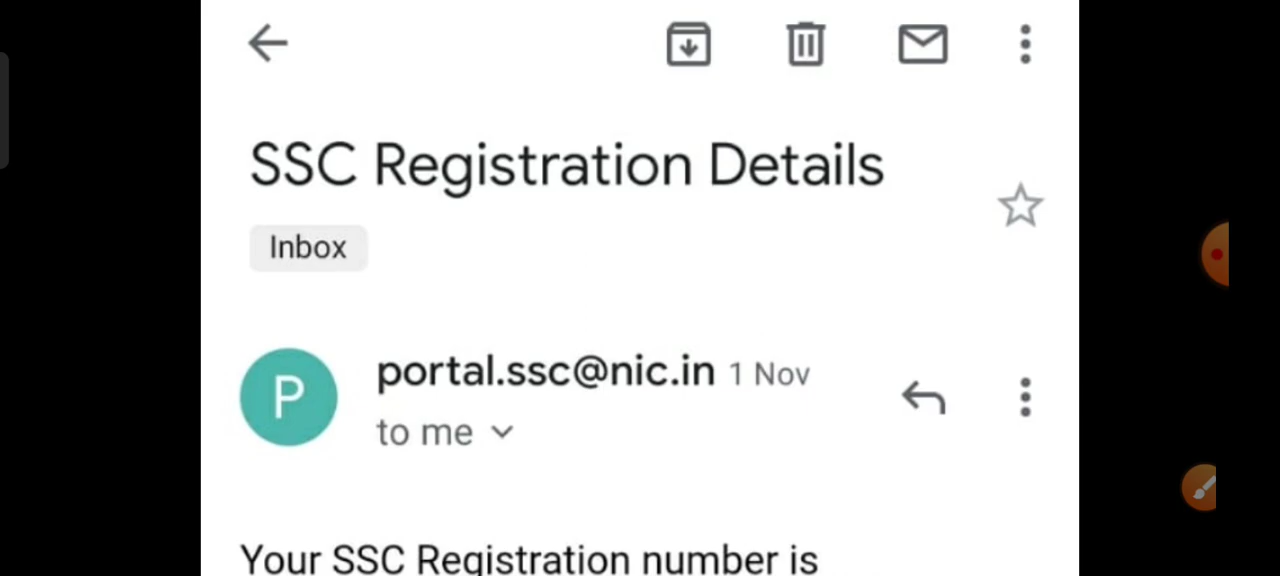 SSC Registration Details
Inbox
P
portal.ssc@nic.in 1 Nov
to me
Your SSC Registration number is